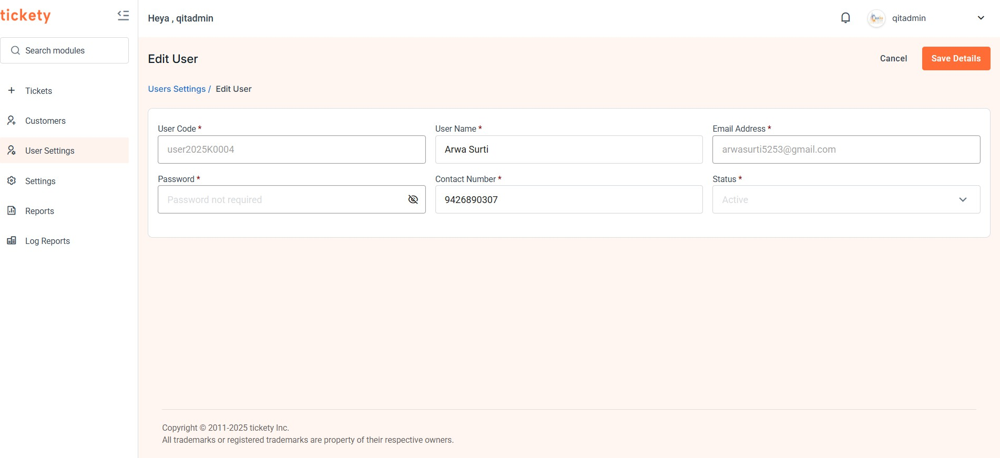 tickety
Heya , qitadmin
qitadmin
Search modules
Tickets
Customers
User Settings
Settings
Reports
Log Reports
Edit User
Cancel
Save Details
Users Settings / Edit User
User Code *
User Name *
Email Address *
user2025K0004
Arwa Surti
arwasurti5253@gmail.com
Password *
Contact Number *
Status *
Password not required
9426890307
Active
Copyright © 2011-2025 tickety Inc.
All trademarks or registered trademarks are property of their respective owners.